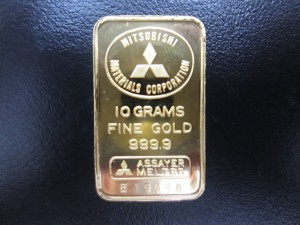 MITSUBISHI
MATERIALS CORPORATION
10 GRAMS
FINE GOLD
999.9
ASSAYER
MELTER